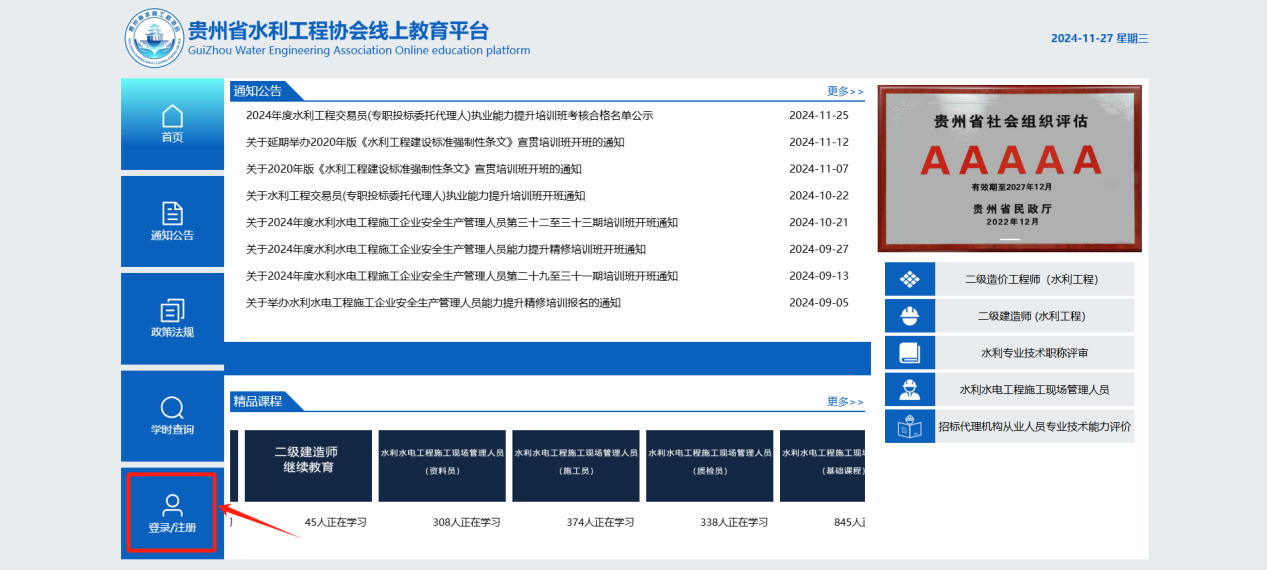 贵州省水利工程协会线上教育平台
GuiZhou Water Engineering Association Online education platform
2024-11-27 星期三
首页
通知公告
政策法规
学时查询
登录/注册
通知公告
更多>>
2024年度水利工程交易员(专职投标委托代理人)执业能力提升培训班考核合格名单公示 2024-11-25
关于延期举办2020年版《水利工程建设标准强制性条文》宣贯培训班开班的通知 2024-11-12
关于2020年版《水利工程建设标准强制性条文》宣贯培训班开班的通知 2024-11-07
关于水利工程交易员(专职投标委托代理人)执业能力提升培训班开班通知 2024-10-22
关于2024年度水利水电工程施工企业安全生产管理人员第三十二至三十三期培训班开班通知 2024-10-21
关于2024年度水利水电工程施工企业安全生产管理人员能力提升精修培训班开班通知 2024-09-27
关于2024年度水利水电工程施工企业安全生产管理人员第二十九至三十一期培训班开班通知 2024-09-13
关于举办水利水电工程施工企业安全生产管理人员能力提升精修培训报名的通知 2024-09-05
精品课程
更多>>
二级建造师
继续教育
45人正在学习
水利水电工程施工现场管理人员
(资料员)
308人正在学习
水利水电工程施工现场管理人员
(施工员)
374人正在学习
水利水电工程施工现场管理人员
(质检员)
338人正在学习
水利水电工程施工现场
(基础课程)
845人
贵州省社会组织评估
AAAAA
有效期至2027年12月
贵州省民政厅
2022年12月
二级造价工程师（水利工程）
二级建造师 (水利工程)
水利专业技术职称评审
水利水电工程施工现场管理人员
招标代理机构从业人员专业技术能力评价